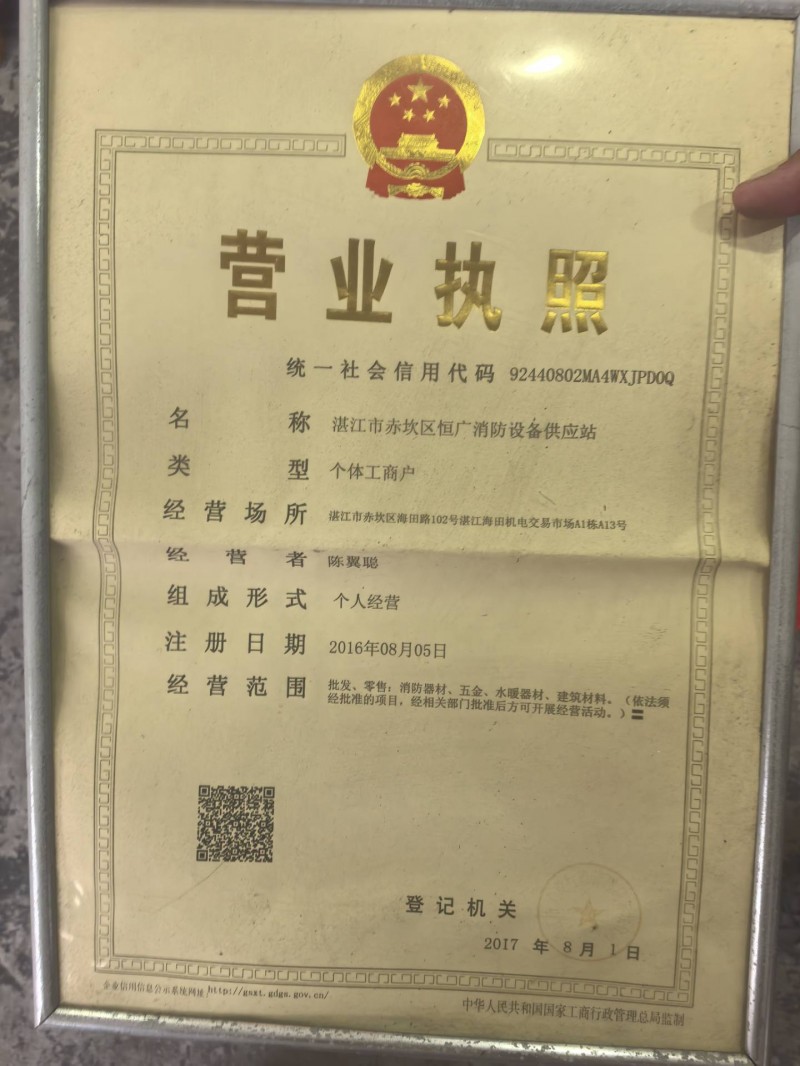 营业执照
统一社会信用代码 92440802MA4WXJPD0Q
名称 湛江市赤坎区恒广消防设备供应站
类型 个体工商户
经营场所 湛江市赤坎区海田路102号湛江海田机电交易市场A1栋A13号
经营者 陈翼聪
组成形式 个人经营
注册日期 2016年08月05日
经营范围 批发、零售：消防器材、五金、水暖器材、建筑材料。（依法须
经批准的项目，经相关部门批准后方可开展经营活动。）〓
登记机关
2017 年 8 月 1 日
企业信用信息公示系统网址 http://gsxt.gdgs.gov.cn/
中华人民共和国国家工商行政管理总局监制